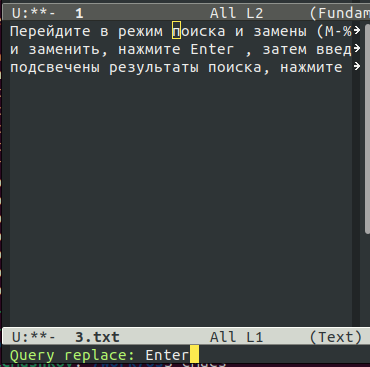 U:**-  1             All L2     (Fundam
Перейдите в режим поиска и замены (M-%
и заменить, нажмите Enter , затем введ
подсвечены результаты поиска, нажмите
U:**-  3.txt         All L1     (Text)
Query replace: Enter